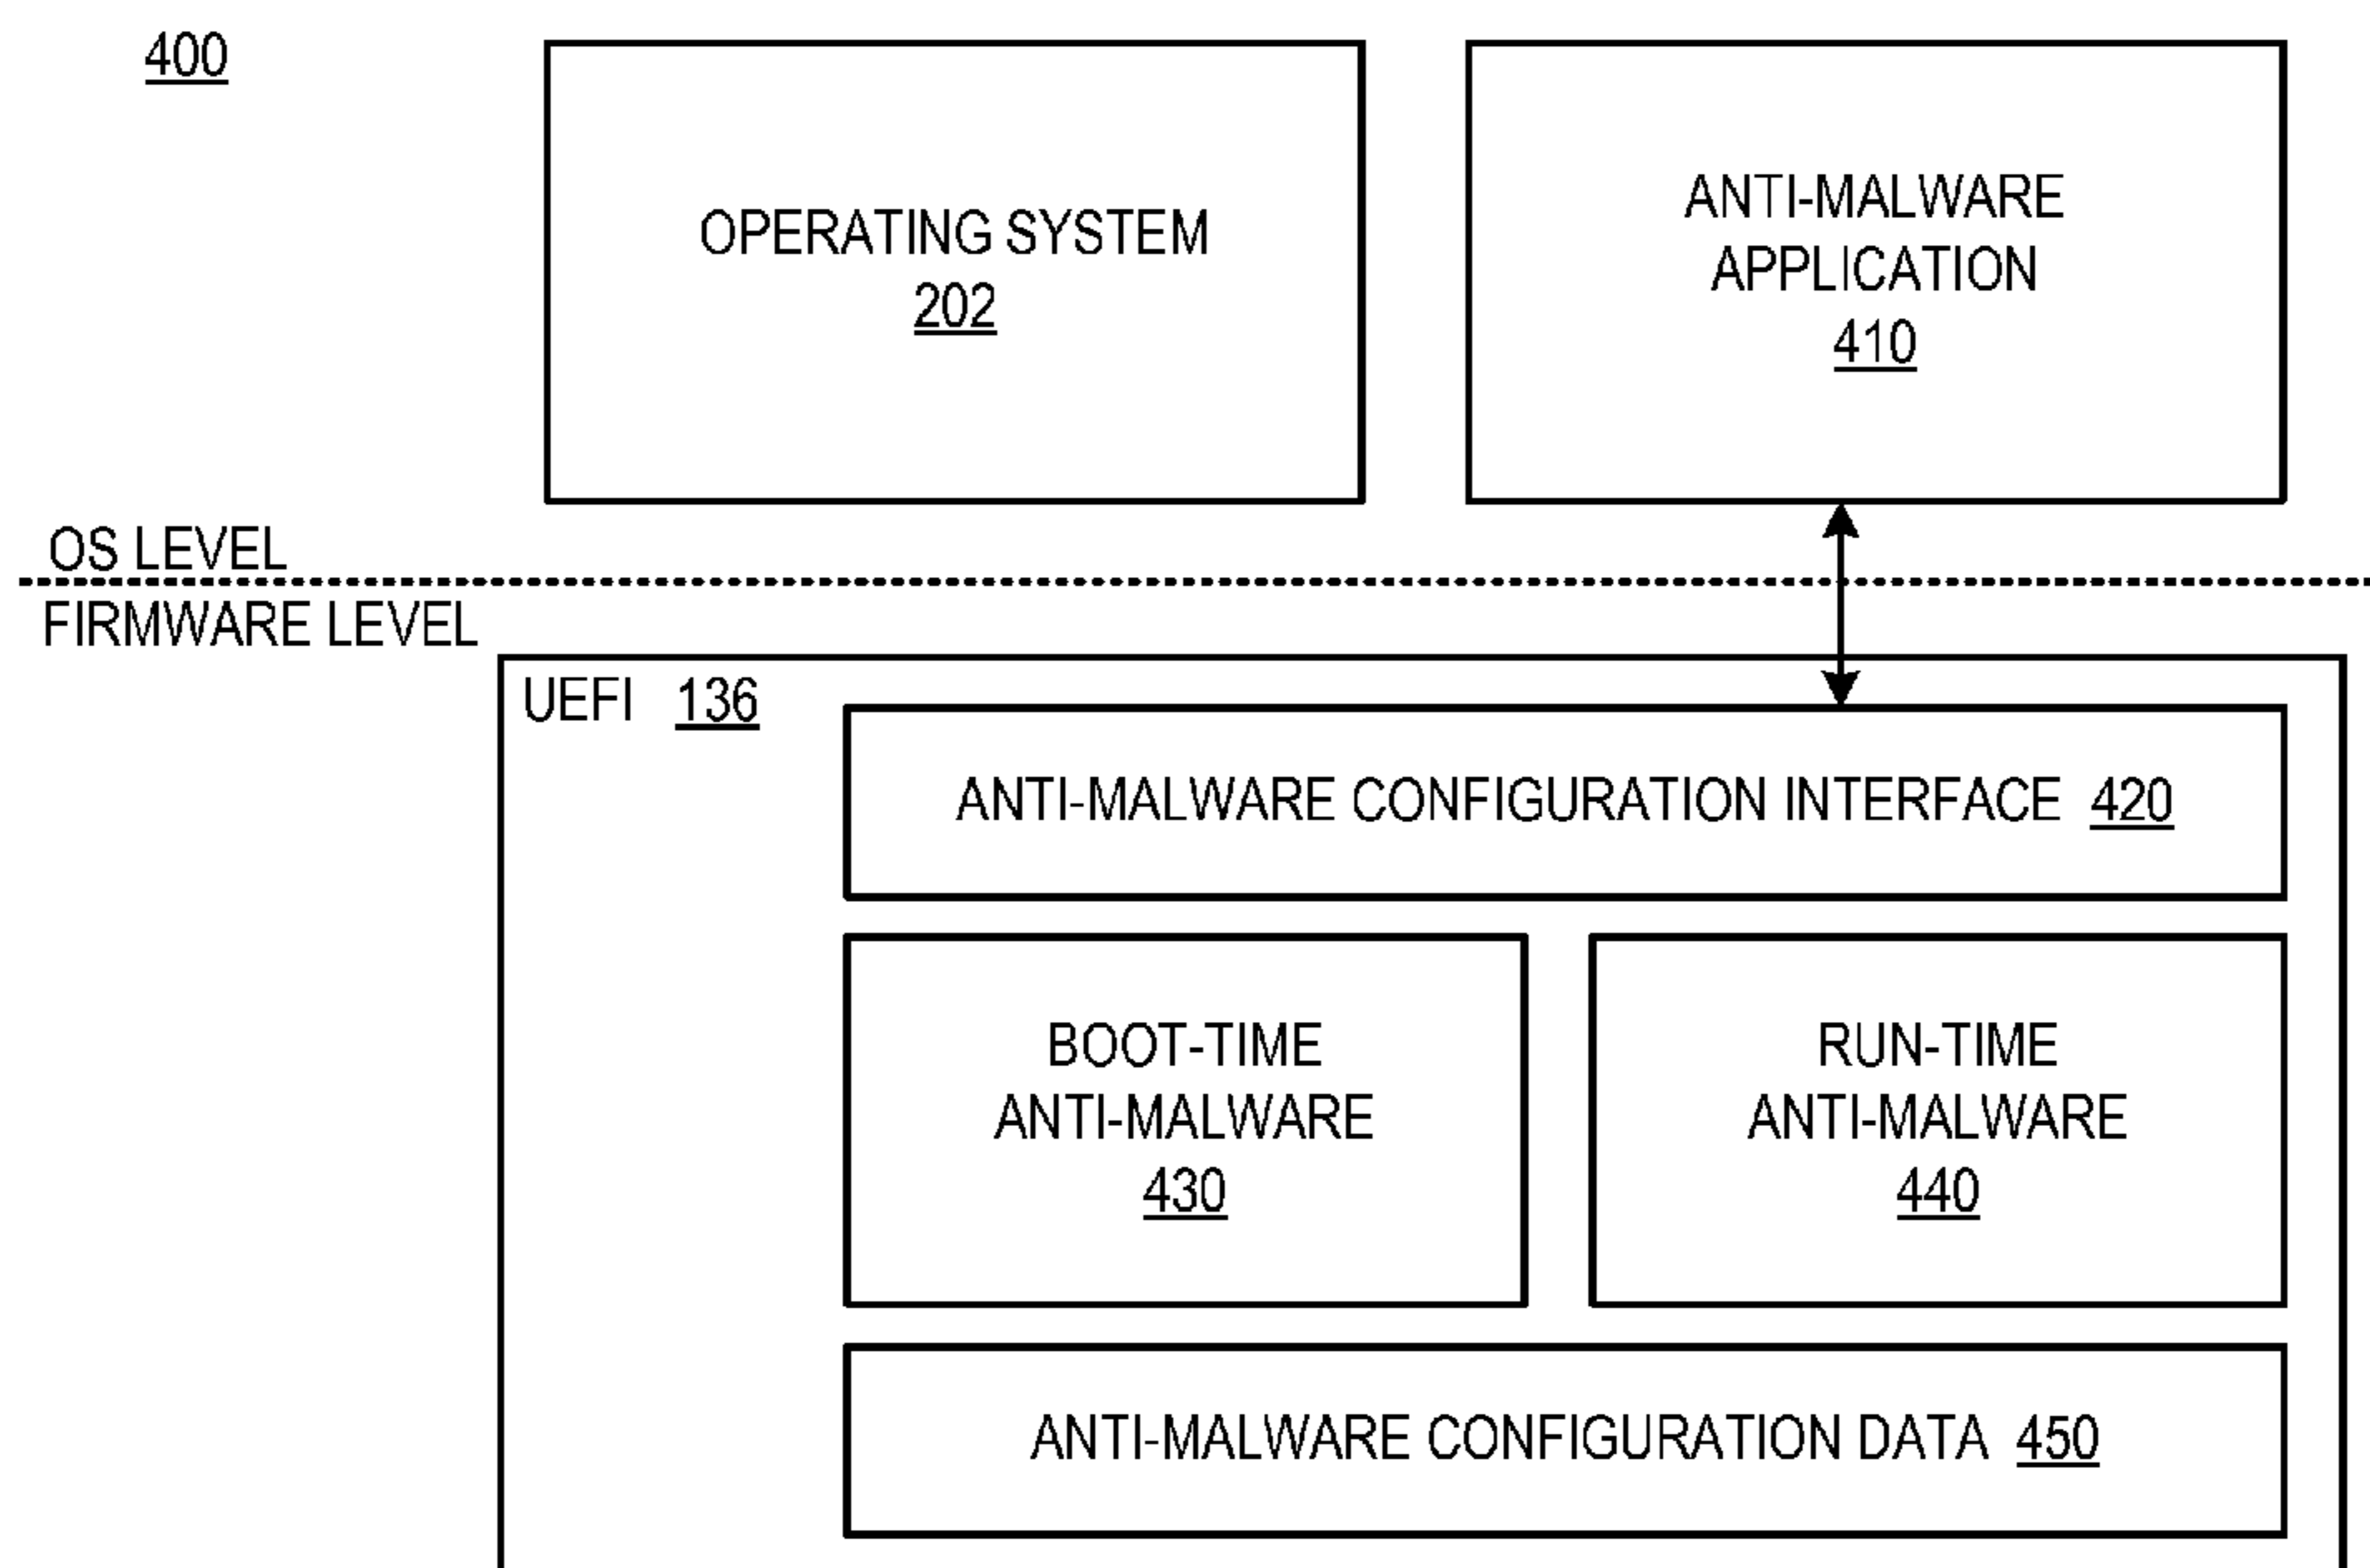 400
OPERATING SYSTEM
202
ANTI-MALWARE
APPLICATION
410
OS LEVEL
FIRMWARE LEVEL
UEFI 136
ANTI-MALWARE CONFIGURATION INTERFACE 420
BOOT-TIME
ANTI-MALWARE
430
RUN-TIME
ANTI-MALWARE
440
ANTI-MALWARE CONFIGURATION DATA 450